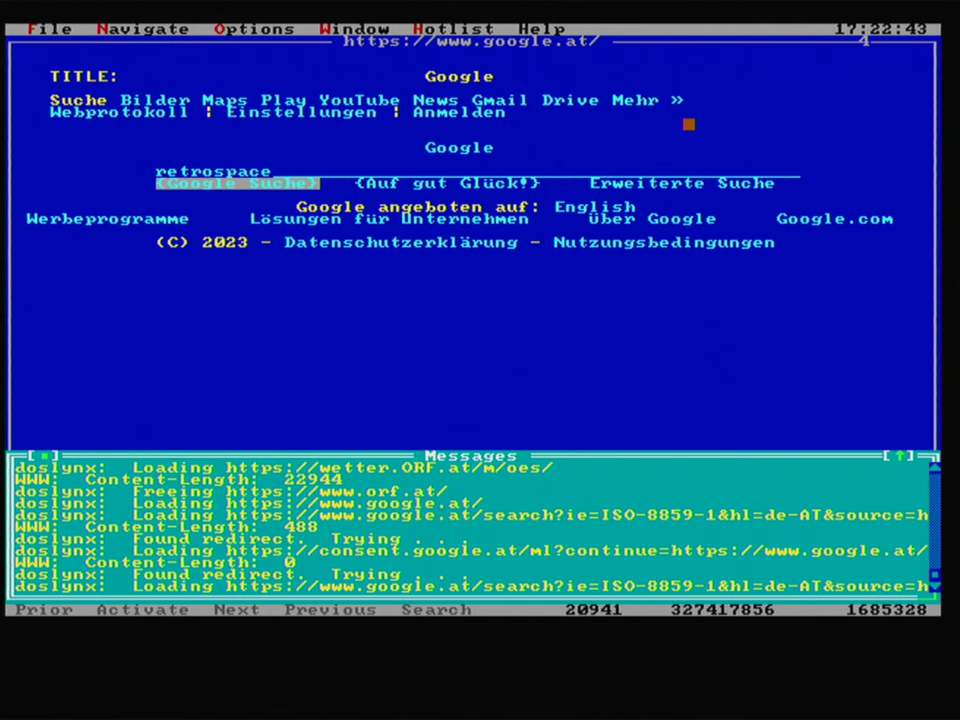 File Navigate Options Window Hotlist Help 17:22:43
https://www.google.at/ 4
TITLE: Google
Suche Bilder Maps Play YouTube News Gmail Drive Mehr »
Webprotokoll ¦ Einstellungen ¦ Anmelden
Google
retrospace
{Google Suche} {Auf gut Glück!} Erweiterte Suche
Google angeboten auf: English
Werbeprogramme Lösungen für Unternehmen Über Google Google.com
(C) 2023 - Datenschutzerklärung - Nutzungsbedingungen
[▪] Messages [↑]
doslynx: Loading https://wetter.ORF.at/m/oes/
WWW: Content-Length: 22944
doslynx: Freeing https://www.orf.at/
doslynx: Loading https://www.google.at/
doslynx: Loading https://www.google.at/search?ie=ISO-8859-1&hl=de-AT&source=h
WWW: Content-Length: 488
doslynx: Found redirect. Trying . . .
doslynx: Loading https://consent.google.at/ml?continue=https://www.google.at/
WWW: Content-Length: 0
doslynx: Found redirect. Trying . . .
doslynx: Loading https://www.google.at/search?ie=ISO-8859-1&hl=de-AT&source=h
Prior Activate Next Previous Search 20941 327417856 1685328